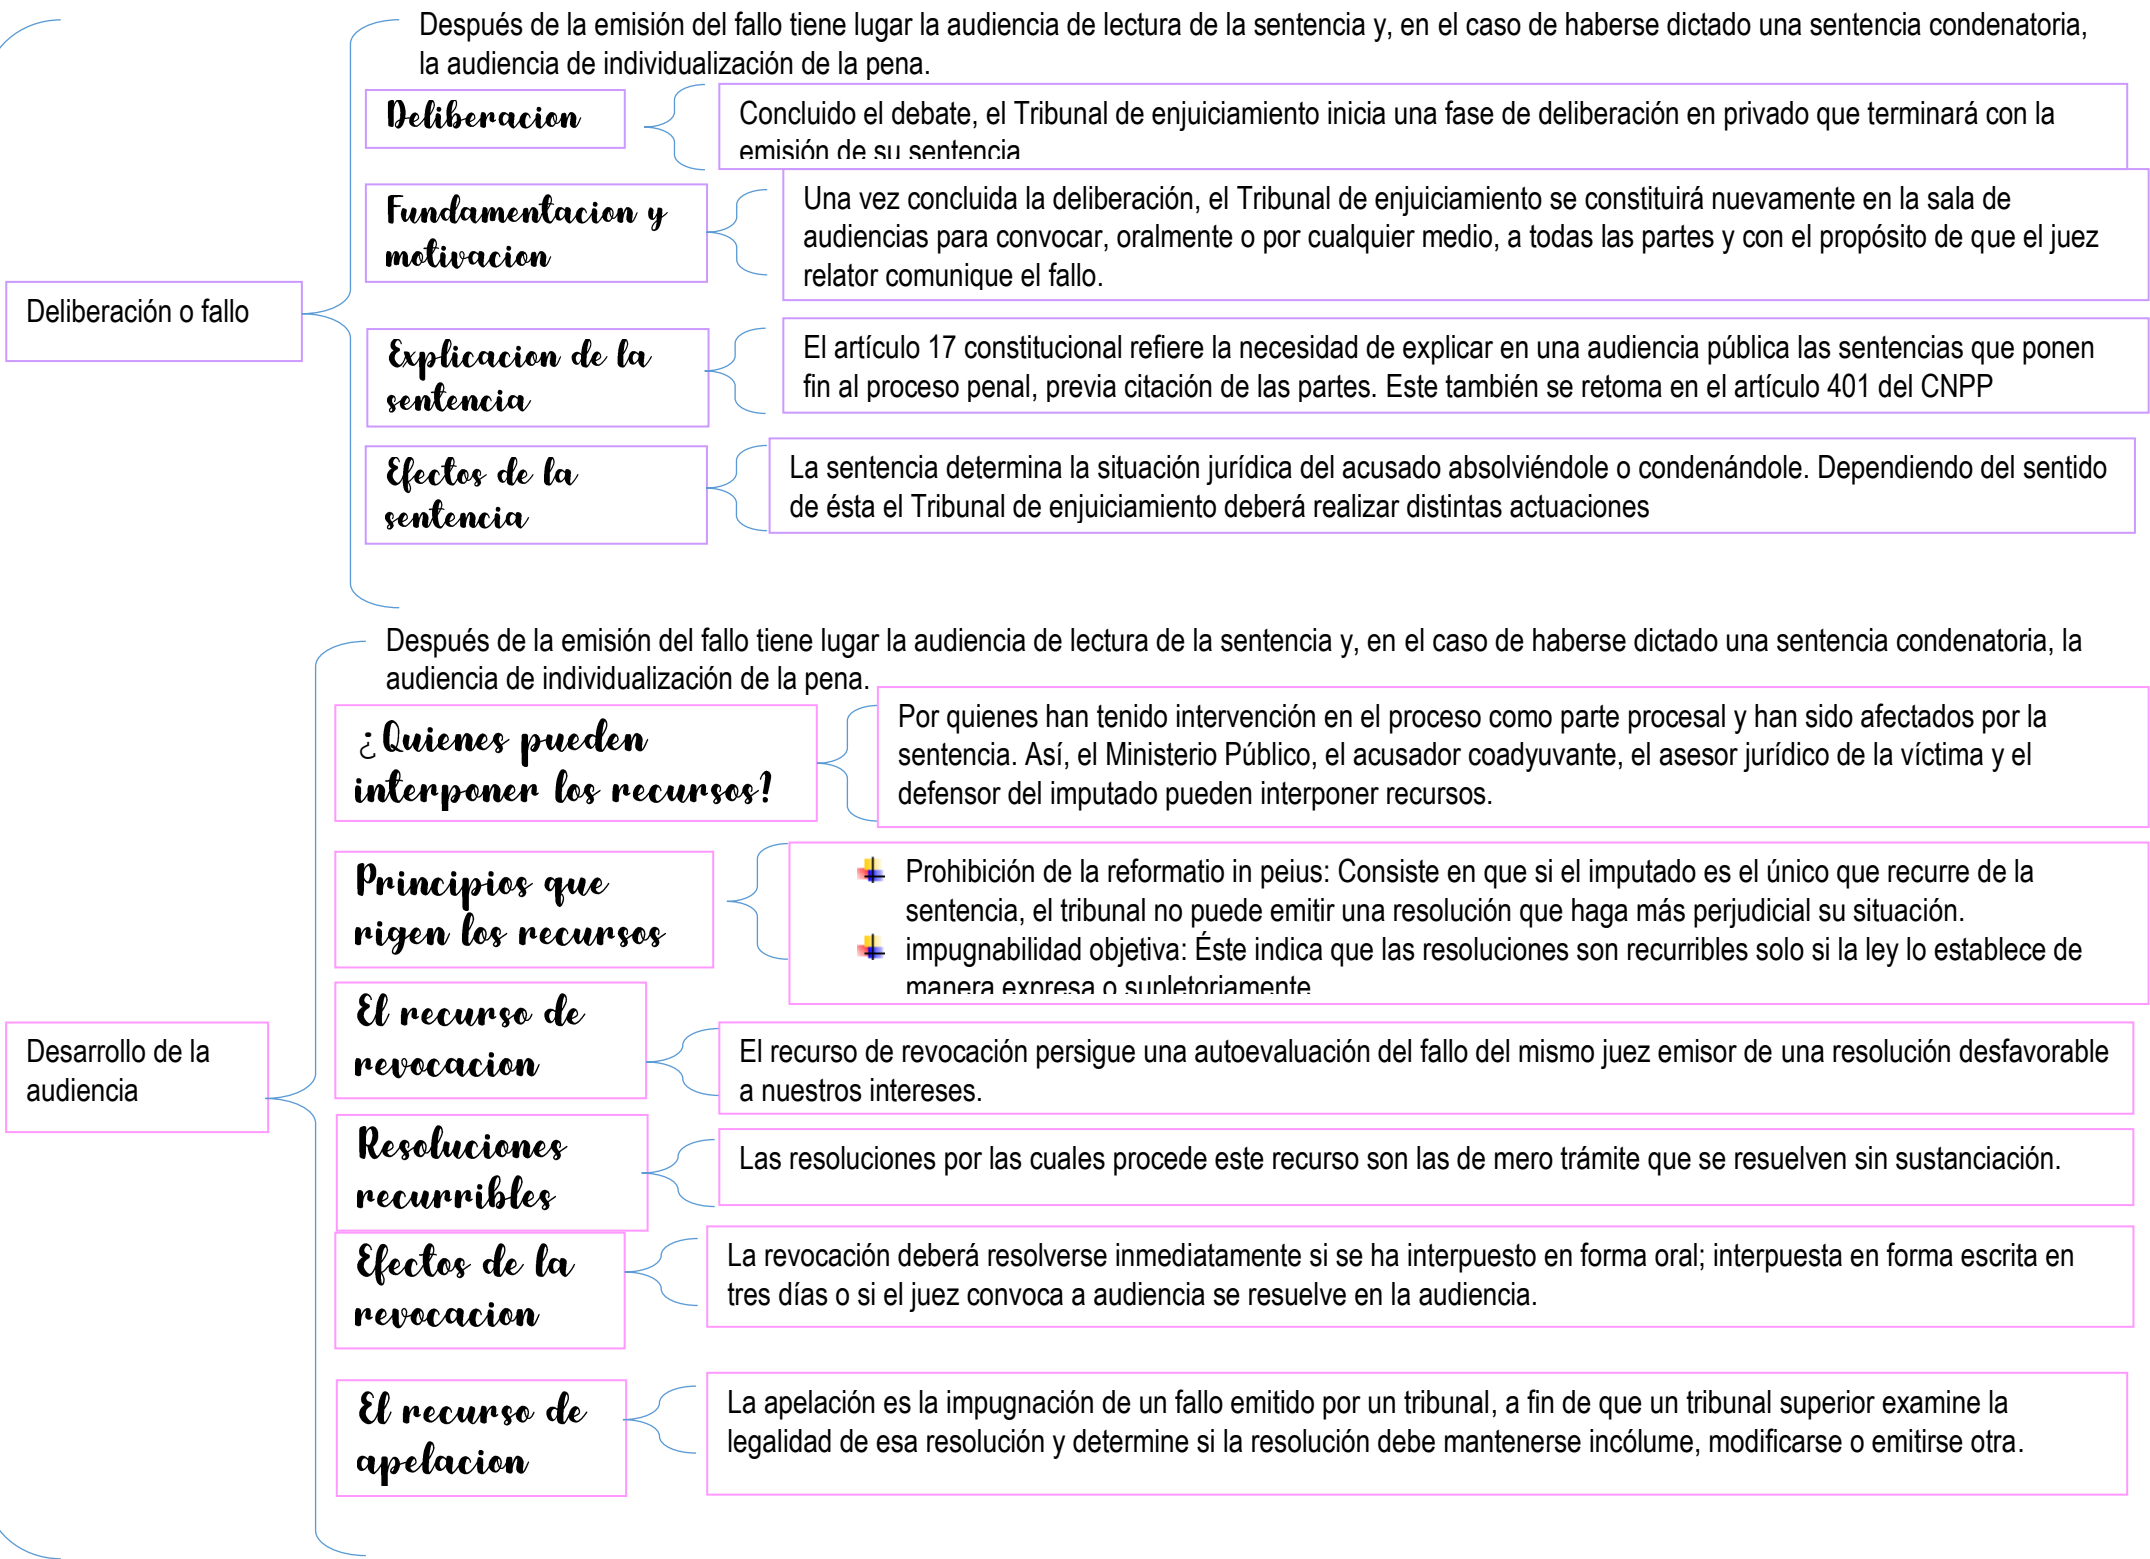 Después de la emisión del fallo tiene lugar la audiencia de lectura de la sentencia y, en el caso de haberse dictado una sentencia condenatoria,
la audiencia de individualización de la pena.
Deliberación o fallo
Deliberacion
Concluido el debate, el Tribunal de enjuiciamiento inicia una fase de deliberación en privado que terminará con la
emisión de su sentencia
Fundamentacion y
motivacion
Una vez concluida la deliberación, el Tribunal de enjuiciamiento se constituirá nuevamente en la sala de
audiencias para convocar, oralmente o por cualquier medio, a todas las partes y con el propósito de que el juez
relator comunique el fallo.
Explicacion de la
sentencia
El artículo 17 constitucional refiere la necesidad de explicar en una audiencia pública las sentencias que ponen
fin al proceso penal, previa citación de las partes. Este también se retoma en el artículo 401 del CNPP
Efectos de la
sentencia
La sentencia determina la situación jurídica del acusado absolviéndole o condenándole. Dependiendo del sentido
de ésta el Tribunal de enjuiciamiento deberá realizar distintas actuaciones
Después de la emisión del fallo tiene lugar la audiencia de lectura de la sentencia y, en el caso de haberse dictado una sentencia condenatoria, la
audiencia de individualización de la pena.
Desarrollo de la
audiencia
¿Quienes pueden
interponer los recursos?
Por quienes han tenido intervención en el proceso como parte procesal y han sido afectados por la
sentencia. Así, el Ministerio Público, el acusador coadyuvante, el asesor jurídico de la víctima y el
defensor del imputado pueden interponer recursos.
Principios que
rigen los recursos
Prohibición de la reformatio in peius: Consiste en que si el imputado es el único que recurre de la
sentencia, el tribunal no puede emitir una resolución que haga más perjudicial su situación.
impugnabilidad objetiva: Éste indica que las resoluciones son recurribles solo si la ley lo establece de
manera expresa o supletoriamente
El recurso de
revocacion
El recurso de revocación persigue una autoevaluación del fallo del mismo juez emisor de una resolución desfavorable
a nuestros intereses.
Resoluciones
recurribles
Las resoluciones por las cuales procede este recurso son las de mero trámite que se resuelven sin sustanciación.
Efectos de la
revocacion
La revocación deberá resolverse inmediatamente si se ha interpuesto en forma oral; interpuesta en forma escrita en
tres días o si el juez convoca a audiencia se resuelve en la audiencia.
El recurso de
apelacion
La apelación es la impugnación de un fallo emitido por un tribunal, a fin de que un tribunal superior examine la
legalidad de esa resolución y determine si la resolución debe mantenerse incólume, modificarse o emitirse otra.